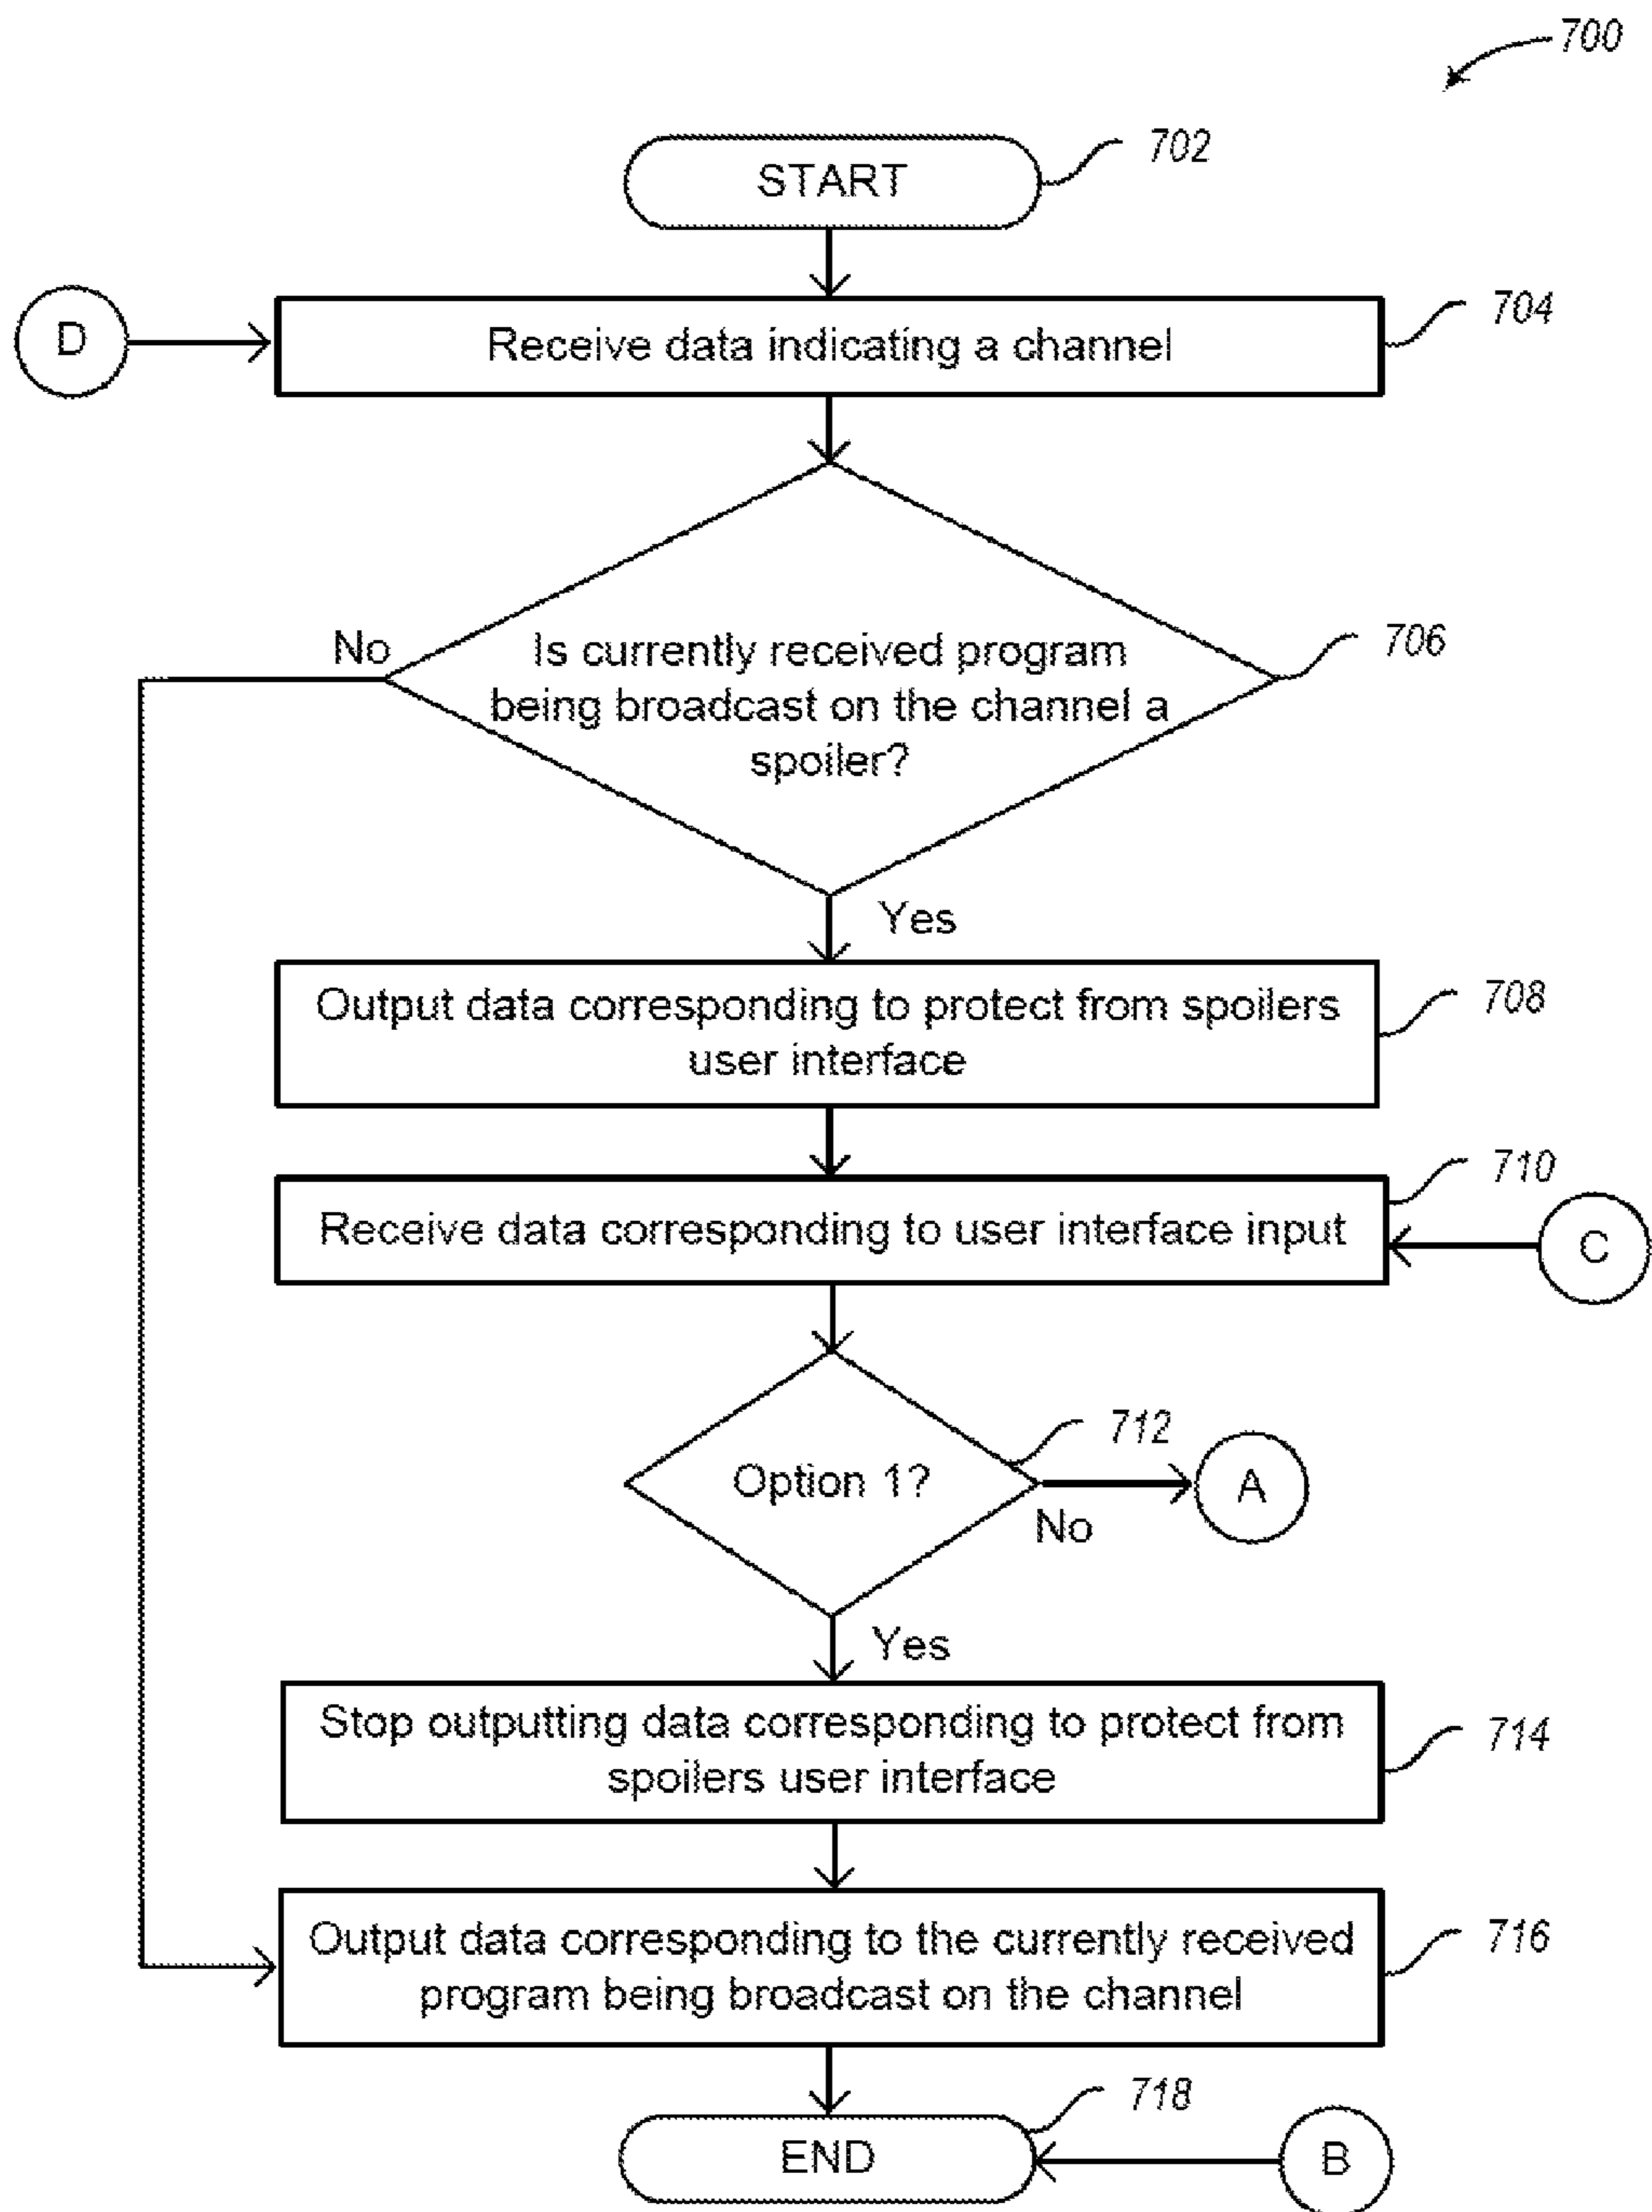 700
START
702
D
Receive data indicating a channel
704
No
Is currently received program
being broadcast on the channel a
spoiler?
706
Yes
Output data corresponding to protect from spoilers
user interface
708
710
Receive data corresponding to user interface input
C
712
Option 1?
A
No
Yes
Stop outputting data corresponding to protect from
spoilers user interface
714
Output data corresponding to the currently received
program being broadcast on the channel
716
718
END
B